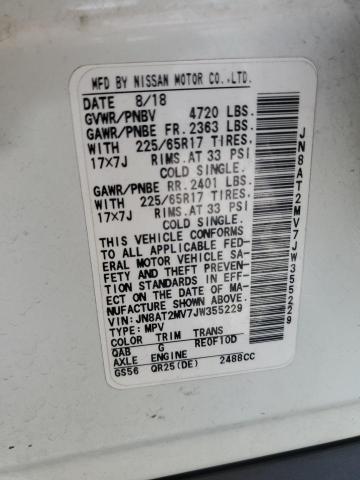 MFD BY NISSAN MOTOR CO.,LTD.
DATE 8/18
GVWR/PNBV 4720 LBS.
GAWR/PNBE FR. 2363 LBS.
WITH 225/65R17 TIRES,
17x7J RIMS.AT 33 PSI
COLD SINGLE.
GAWR/PNBE RR. 2401 LBS.
WITH 225/65R17 TIRES,
17x7J RIMS.AT 33 PSI
COLD SINGLE.
THIS VEHICLE CONFORMS
TO ALL APPLICABLE FED-
ERAL MOTOR VEHICLE SA-
FETY AND THEFT PREVEN-
TION STANDARDS IN EFF-
ECT ON THE DATE OF MA-
NUFACTURE SHOWN ABOVE.
VIN: JN8AT2MV7JW355229
TYPE: MPV
COLOR TRIM TRANS
QAB G RE0F10D
AXLE ENGINE
GS56 QR25(DE) 2488CC
JN8AT2MV7JW355229